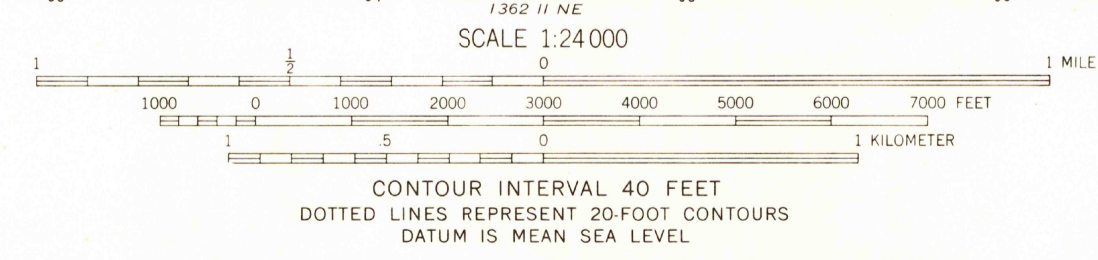 1362 II NE
SCALE 1:24 000
1 1/2 0 1 MILE
1000 0 1000 2000 3000 4000 5000 6000 7000 FEET
1 .5 0 1 KILOMETER
CONTOUR INTERVAL 40 FEET
DOTTED LINES REPRESENT 20-FOOT CONTOURS
DATUM IS MEAN SEA LEVEL